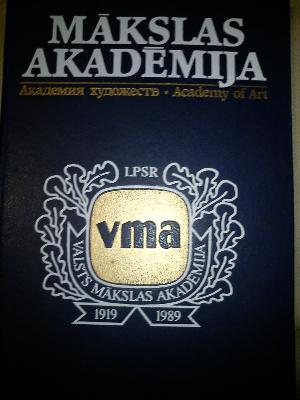 MĀKSLAS
AKADĒMIJA
Академия художеств • Academy of Art
LPSR
vma
VALSTS MĀKSLAS AKADĒMIJA
1919 1989